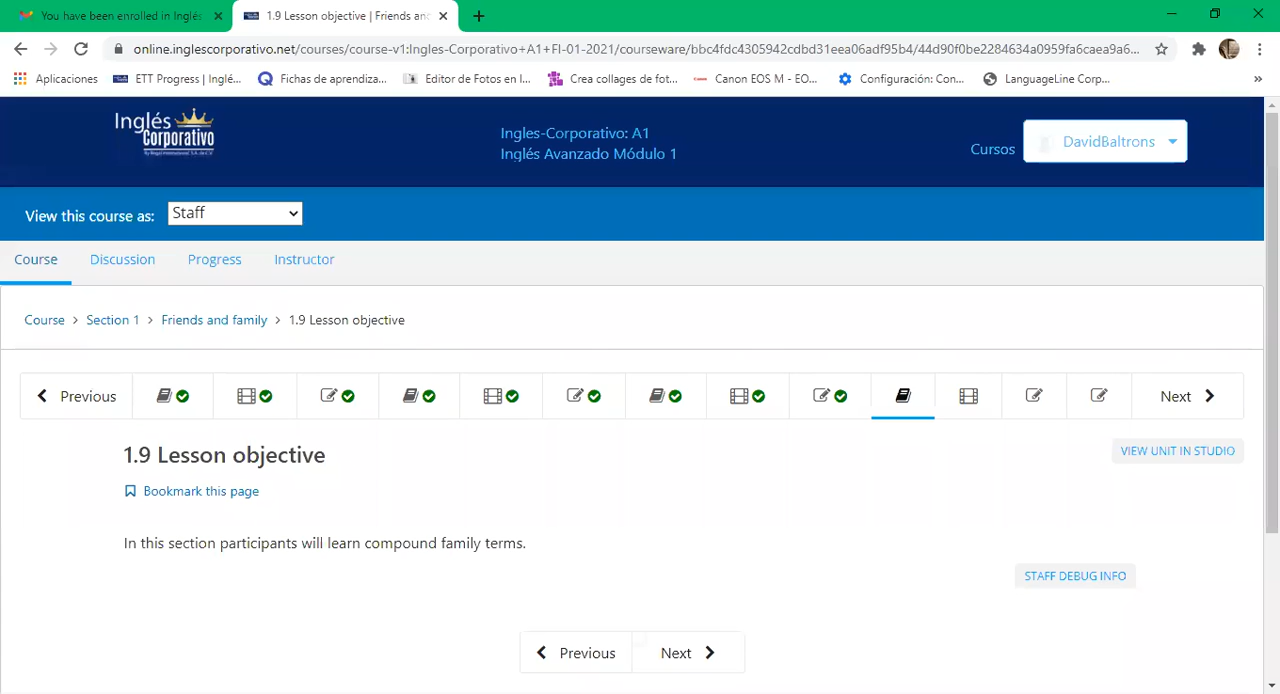 You have been enrolled in Inglés
1.9 Lesson objective | Friends and
online.inglescorporativo.net/courses/course-v1:Ingles-Corporativo+A1+FI-01-2021/courseware/bbc4fdc4305942cdbd31eea06adf95b4/44d90f0be2284634a0959fa6caea9a6...
Aplicaciones
ETT Progress | Inglé...
Fichas de aprendiza...
Editor de Fotos en l...
Crea collages de fot...
Canon EOS M - EO...
Configuración: Con...
LanguageLine Corp...
»
Inglés
Corporativo
Ingles-Corporativo: A1
Inglés Avanzado Módulo 1
Cursos
DavidBaltrons
View this course as:
Staff
Course
Discussion
Progress
Instructor
Course > Section 1 > Friends and family > 1.9 Lesson objective
Previous
Next
1.9 Lesson objective
VIEW UNIT IN STUDIO
Bookmark this page
In this section participants will learn compound family terms.
STAFF DEBUG INFO
Previous
Next